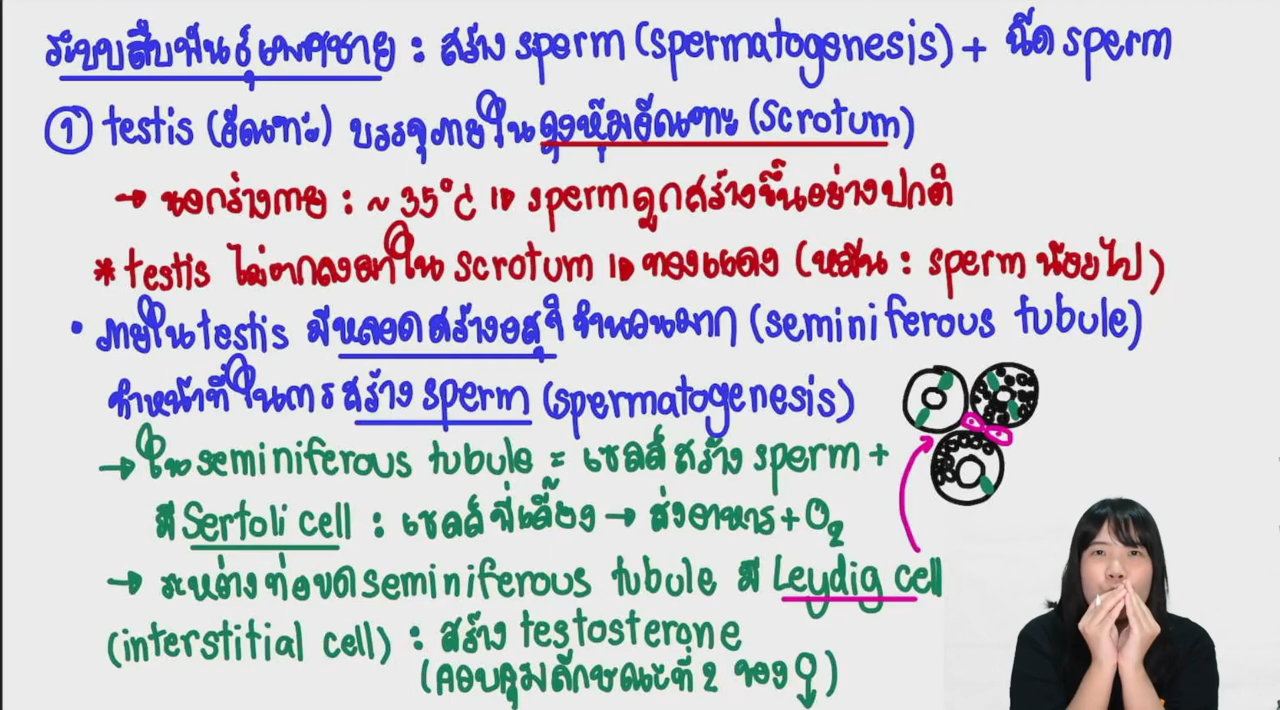 ระบบสืบพันธุ์เพศชาย : สร้าง sperm (spermatogenesis) + ฉีด sperm
① testis (อัณฑะ) บรรจุภายในถุงหุ้มอัณฑะ (Scrotum)
→ นอกร่างกาย : ~ 35°c ⇒ sperm ถูกสร้างขึ้นอย่างปกติ
* testis ไม่ตกลงมาใน scrotum ⇒ ทองแดง (หมัน : sperm น้อยไป)
• ภายใน testis มีหลอดสร้างอสุจิจำนวนมาก (seminiferous tubule)
ทำหน้าที่ในการสร้าง sperm (spermatogenesis)
→ ใน seminiferous tubule = เซลล์สร้าง sperm +
มี Sertoli cell : เซลล์พี่เลี้ยง → ส่งอาหาร + O₂
→ ระหว่างท่อขด seminiferous tubule มี Leydig cell
(interstitial cell) : สร้าง testosterone
(ควบคุมลักษณะที่ 2 ของ ♂)